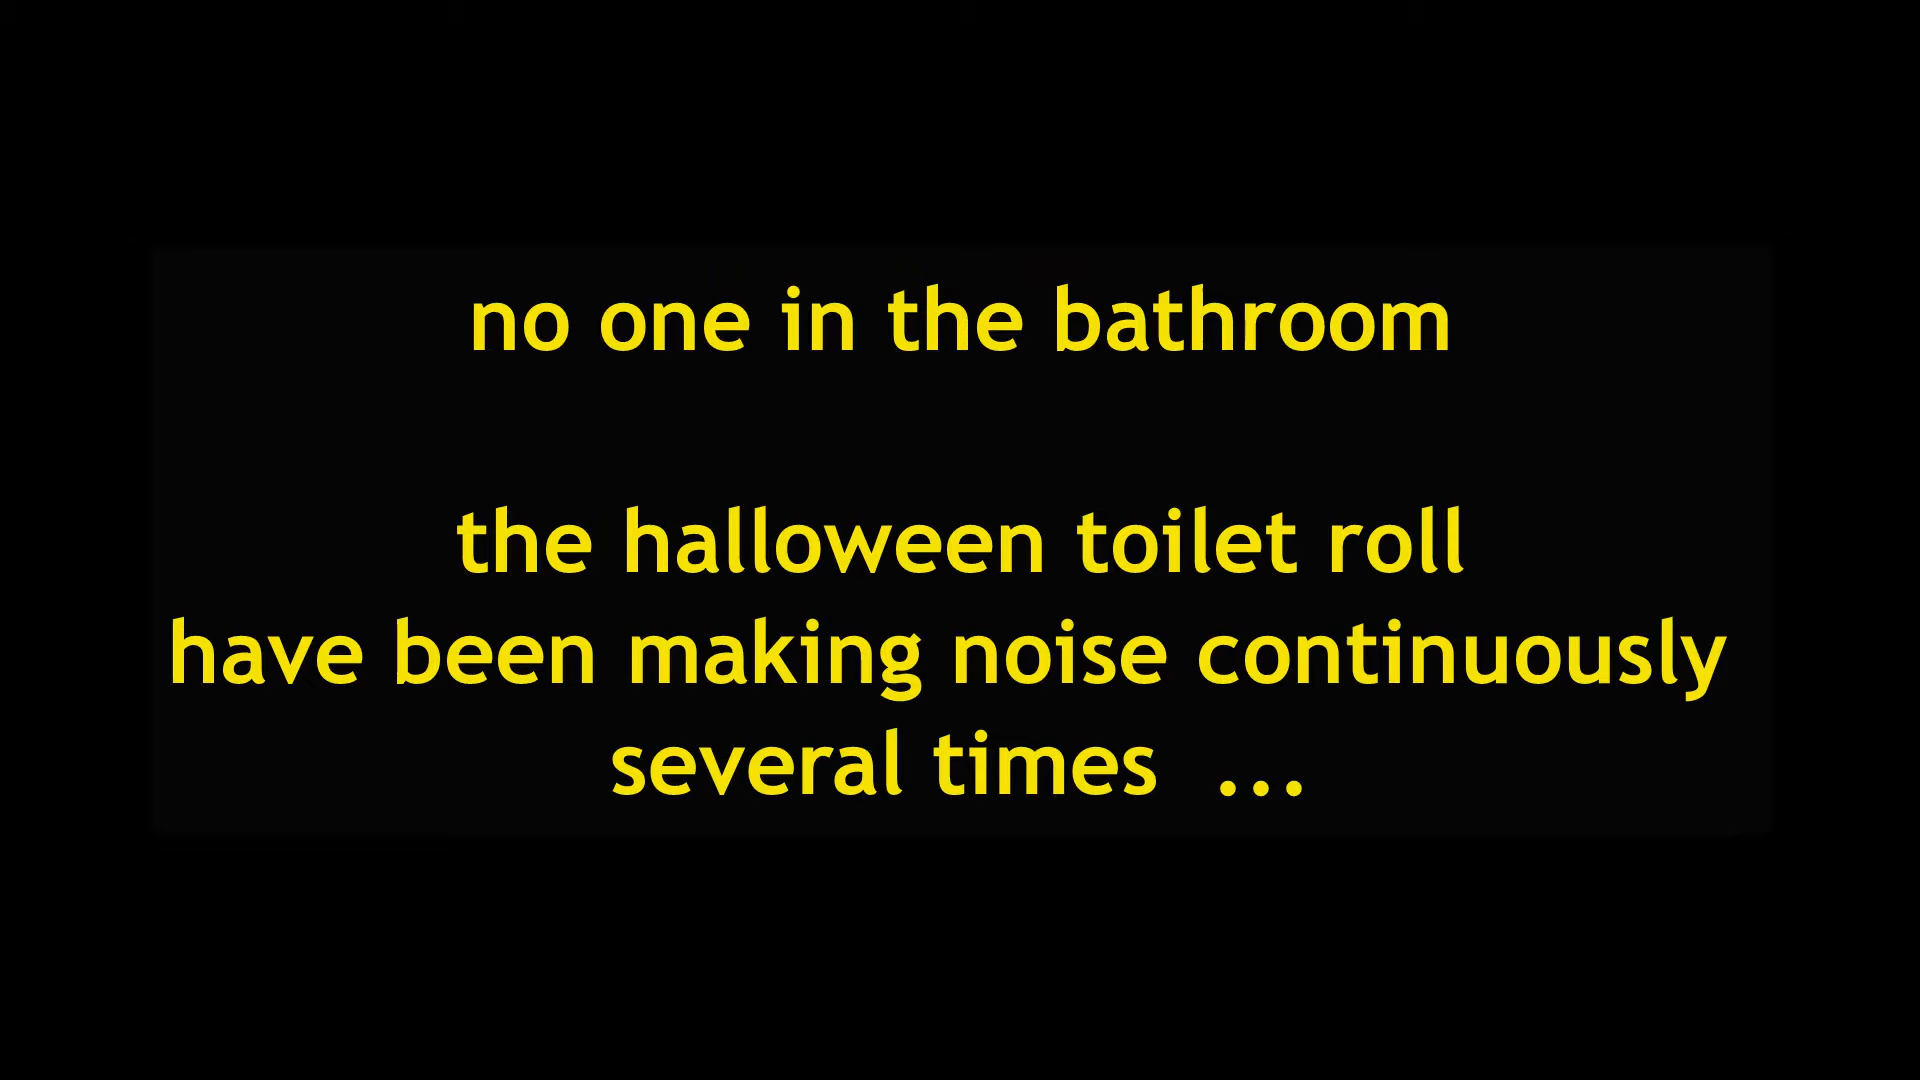 no one in the bathroom
the halloween toilet roll
have been making noise continuously
several times ...